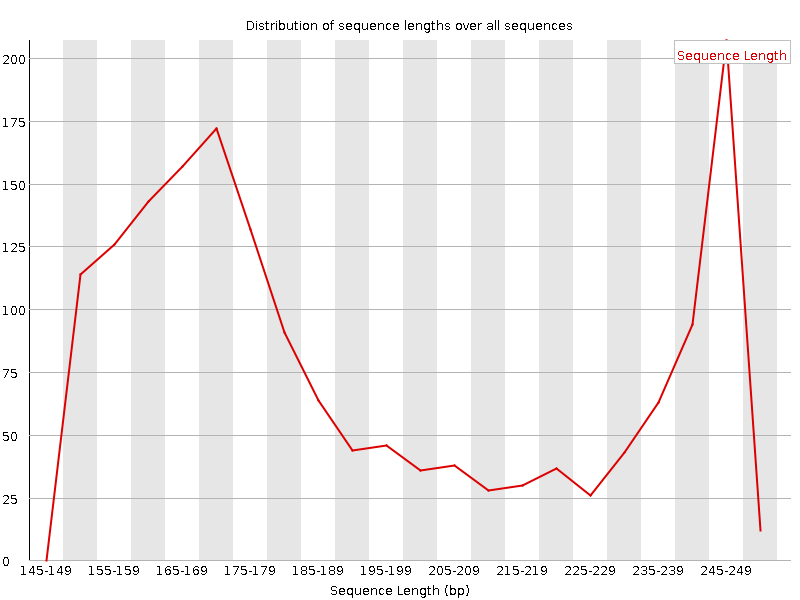 Distribution of sequence lengths over all sequences
Sequence Length
200
175
150
125
100
75
50
25
0
145-149 155-159 165-169 175-179 185-189 195-199 205-209 215-219 225-229 235-239 245-249
Sequence Length (bp)